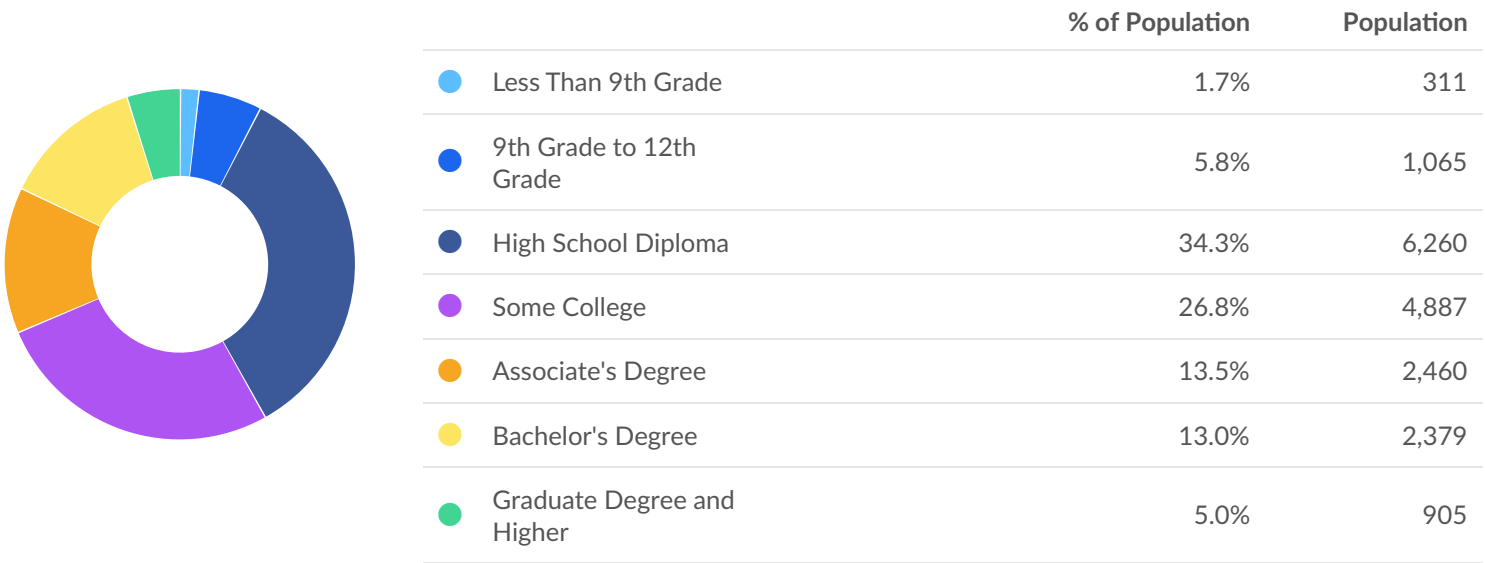 % of Population Population
Less Than 9th Grade 1.7% 311
9th Grade to 12th
Grade 5.8% 1,065
High School Diploma 34.3% 6,260
Some College 26.8% 4,887
Associate's Degree 13.5% 2,460
Bachelor's Degree 13.0% 2,379
Graduate Degree and
Higher 5.0% 905